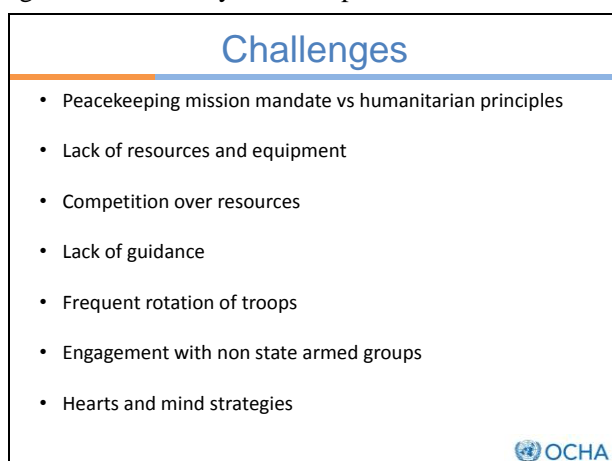 Challenges
• Peacekeeping mission mandate vs humanitarian principles
• Lack of resources and equipment
• Competition over resources
• Lack of guidance
• Frequent rotation of troops
• Engagement with non state armed groups
• Hearts and mind strategies
OCHA